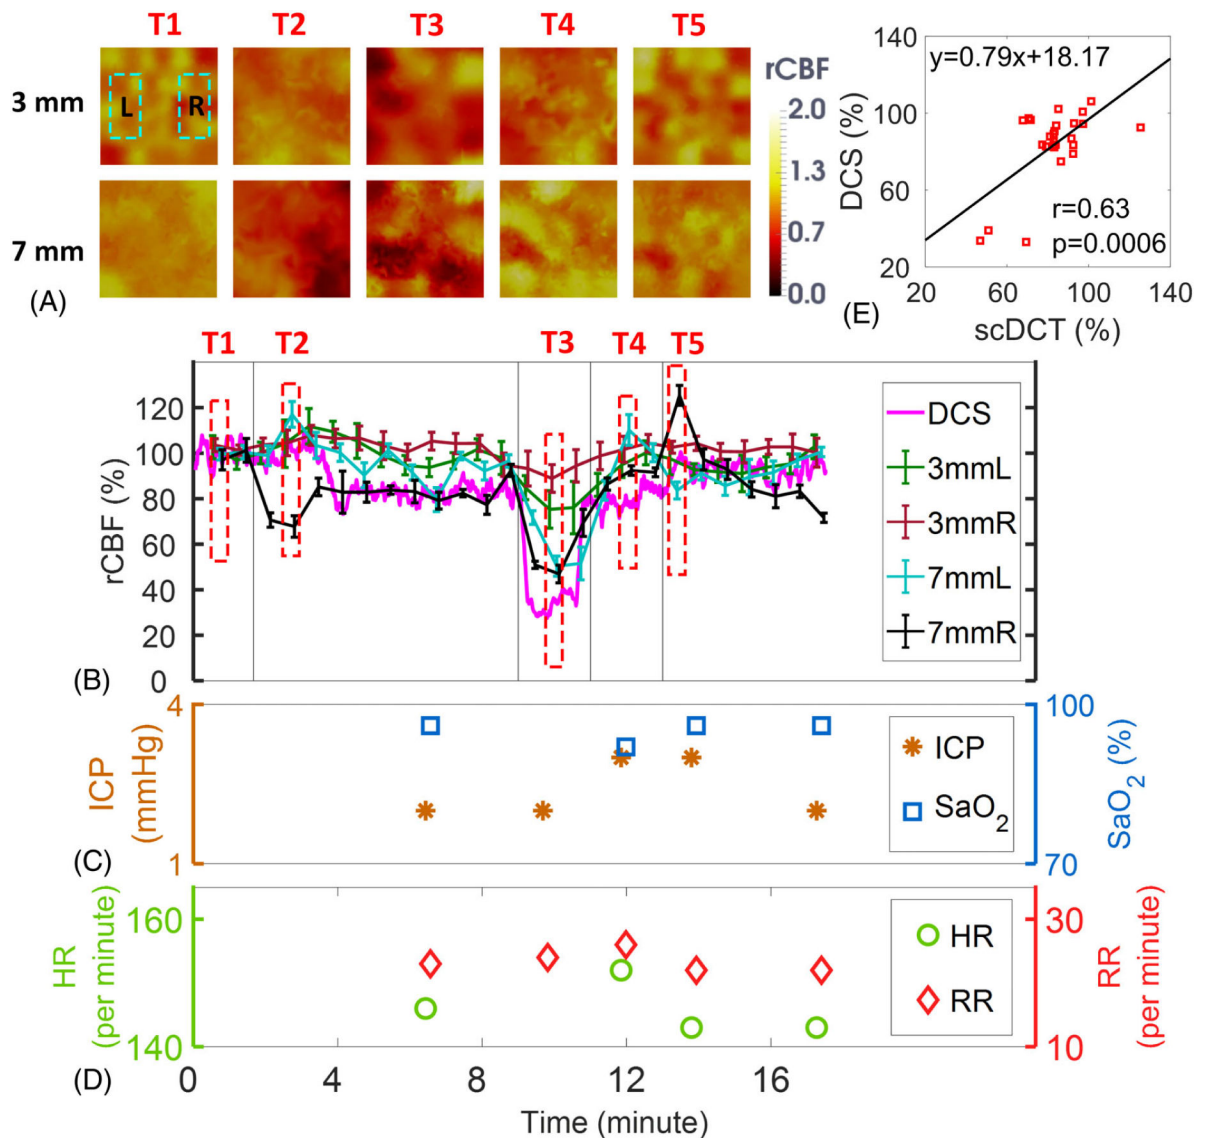 T1 T2 T3 T4 T5
3 mm L R
7 mm
(A)
rCBF
2.0
1.3
0.7
0.0
140
100
60
20
DCS (%)
y=0.79x+18.17
r=0.63
p=0.0006
20 60 100 140
(E) scDCT (%)
T1 T2 T3 T4 T5
120
100
80
60
40
20
0
rCBF (%)
DCS
3mmL
3mmR
7mmL
7mmR
(B)
4
1
ICP
(mmHg)
ICP
SaO2
100
70
SaO2 (%)
(C)
160
140
HR
(per minute)
HR
RR
30
10
RR
(per minute)
(D)
0 4 8 12 16
Time (minute)